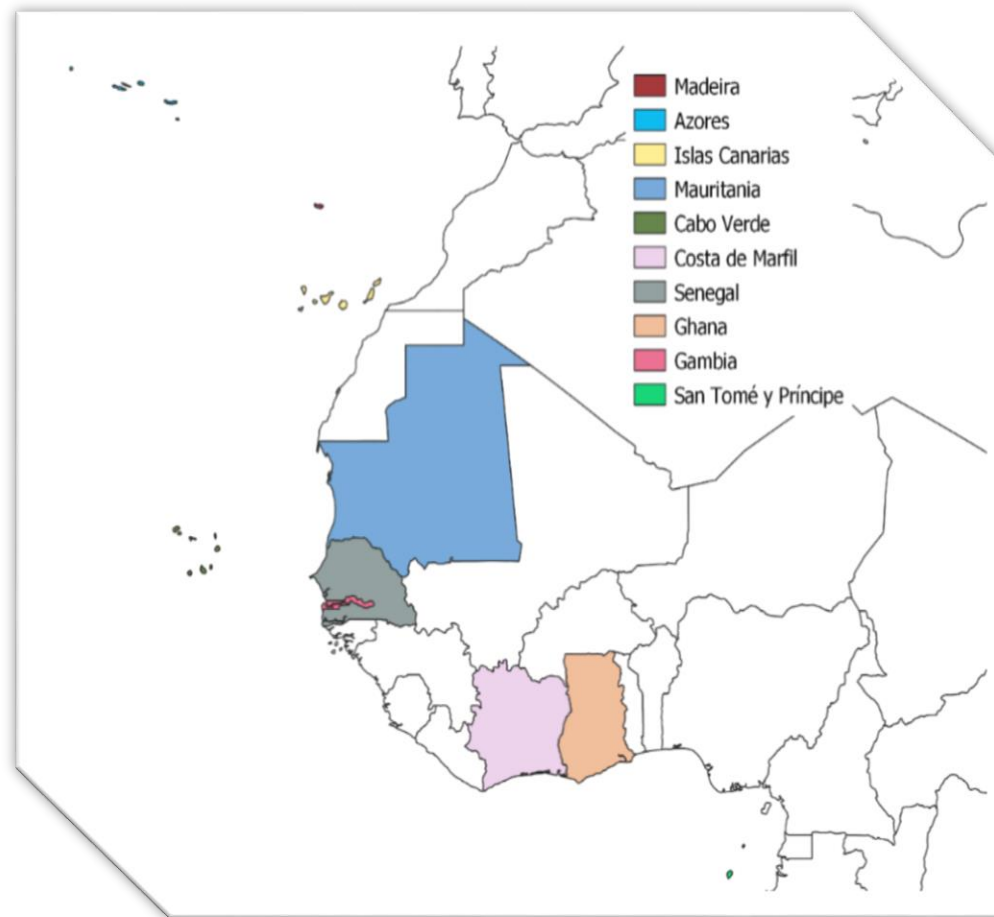 Madeira
Azores
Islas Canarias
Mauritania
Cabo Verde
Costa de Marfil
Senegal
Ghana
Gambia
San Tomé y Príncipe